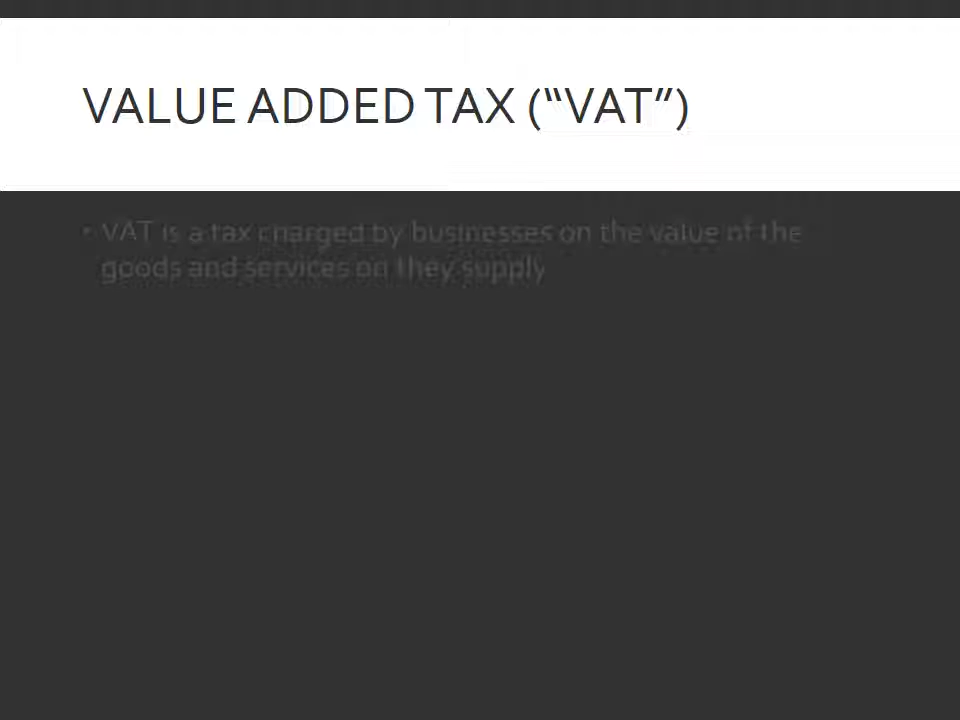 VALUE ADDED TAX (“VAT”)
• VAT is a tax charged by businesses on the value of the
goods and services on they supply